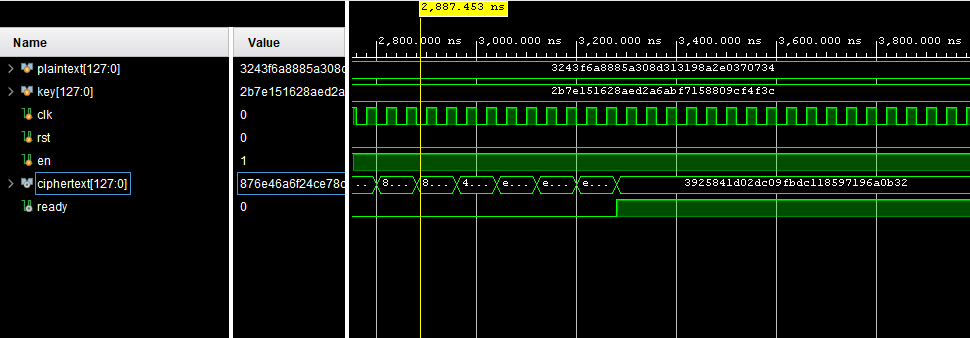 2,887.453 ns
Name
Value
2,800.000 ns
3,000.000 ns
3,200.000 ns
3,400.000 ns
3,600.000 ns
3,800.000 ns
plaintext[127:0]
3243f6a8885a308d
3243f6a8885a308d313198a2e0370734
key[127:0]
2b7e151628aed2a
2b7e151628aed2a6abf7158809cf4f3c
clk
0
rst
0
en
1
ciphertext[127:0]
876e46a6f24ce78c
..
8...
8...
4...
e...
e...
e...
3925841d02dc09fbdc118597196a0b32
ready
0